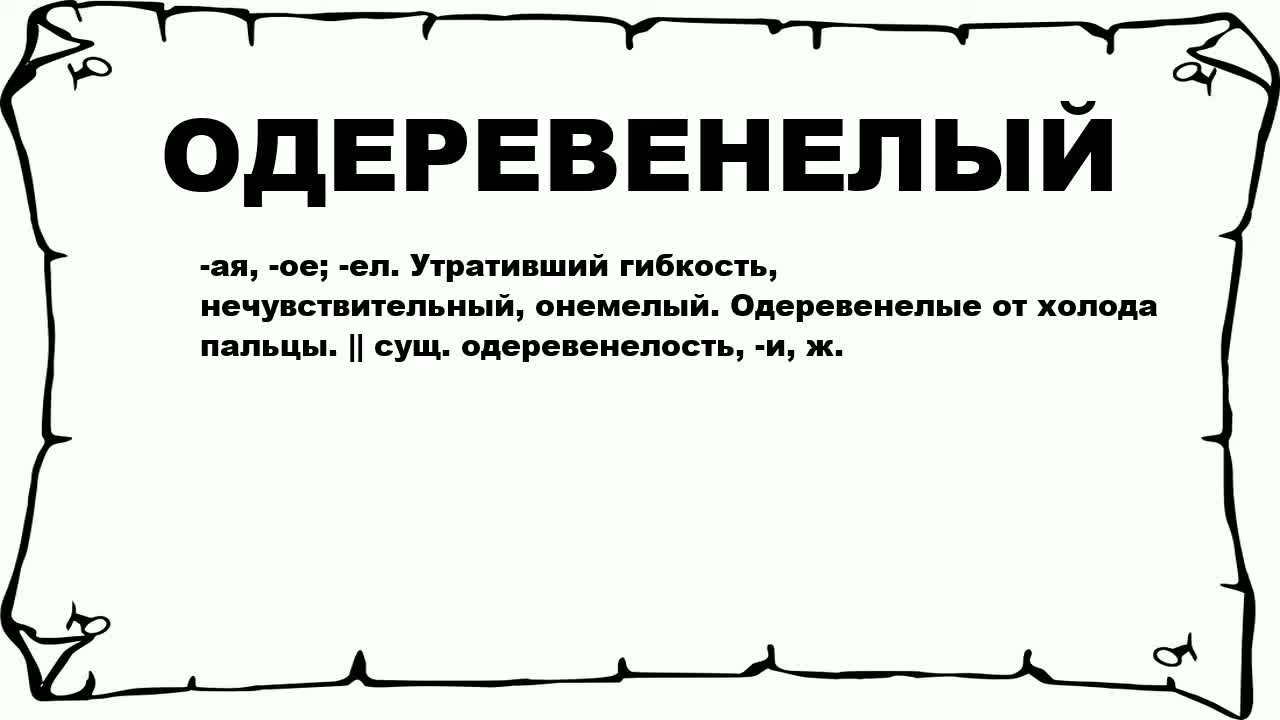 ОДЕРЕВЕНЕЛЫЙ
-ая, -ое; -ел. Утративший гибкость,
нечувствительный, онемелый. Одеревенелые от холода
пальцы. || сущ. одеревенелость, -и, ж.